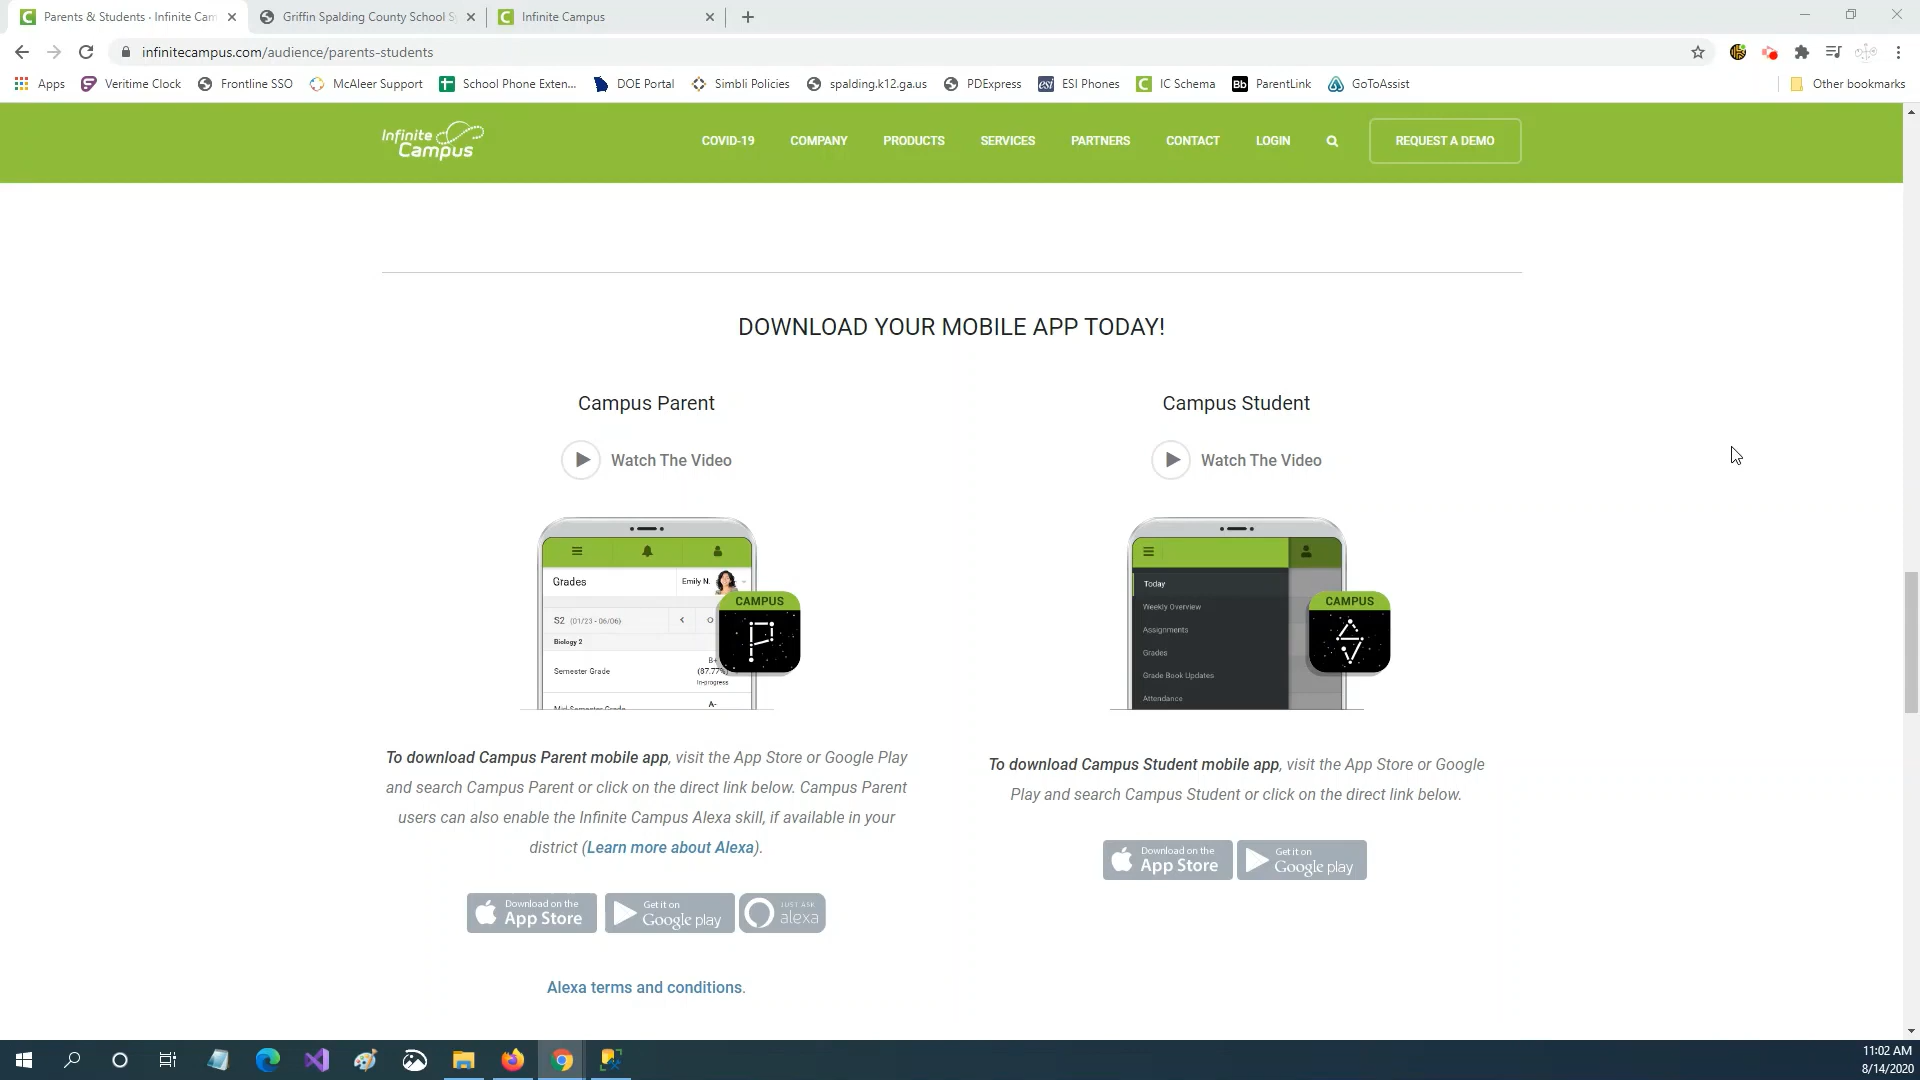 Parents & Students · Infinite Cam
Griffin Spalding County School S
Infinite Campus
infinitecampus.com/audience/parents-students
Apps
Veritime Clock
Frontline SSO
McAleer Support
School Phone Exten...
DOE Portal
Simbli Policies
spalding.k12.ga.us
PDExpress
esi
ESI Phones
IC Schema
Bb
ParentLink
GoToAssist
Other bookmarks
Infinite
Campus
COVID-19
COMPANY
PRODUCTS
SERVICES
PARTNERS
CONTACT
LOGIN
REQUEST A DEMO
DOWNLOAD YOUR MOBILE APP TODAY!
Campus Parent
Watch The Video
Grades
Emily N.
S2 (01/23 - 06/06)
Biology 2
Semester Grade
B+
(87.77%)
In-progress
A-
CAMPUS
To download Campus Parent mobile app, visit the App Store or Google Play
and search Campus Parent or click on the direct link below. Campus Parent
users can also enable the Infinite Campus Alexa skill, if available in your
district (Learn more about Alexa).
Download on the
App Store
Get it on
Google play
JUST ASK
alexa
Alexa terms and conditions.
Campus Student
Watch The Video
Today
Weekly Overview
Assignments
Grades
Grade Book Updates
Attendance
CAMPUS
To download Campus Student mobile app, visit the App Store or Google
Play and search Campus Student or click on the direct link below.
Download on the
App Store
Get it on
Google play
11:02 AM
8/14/2020